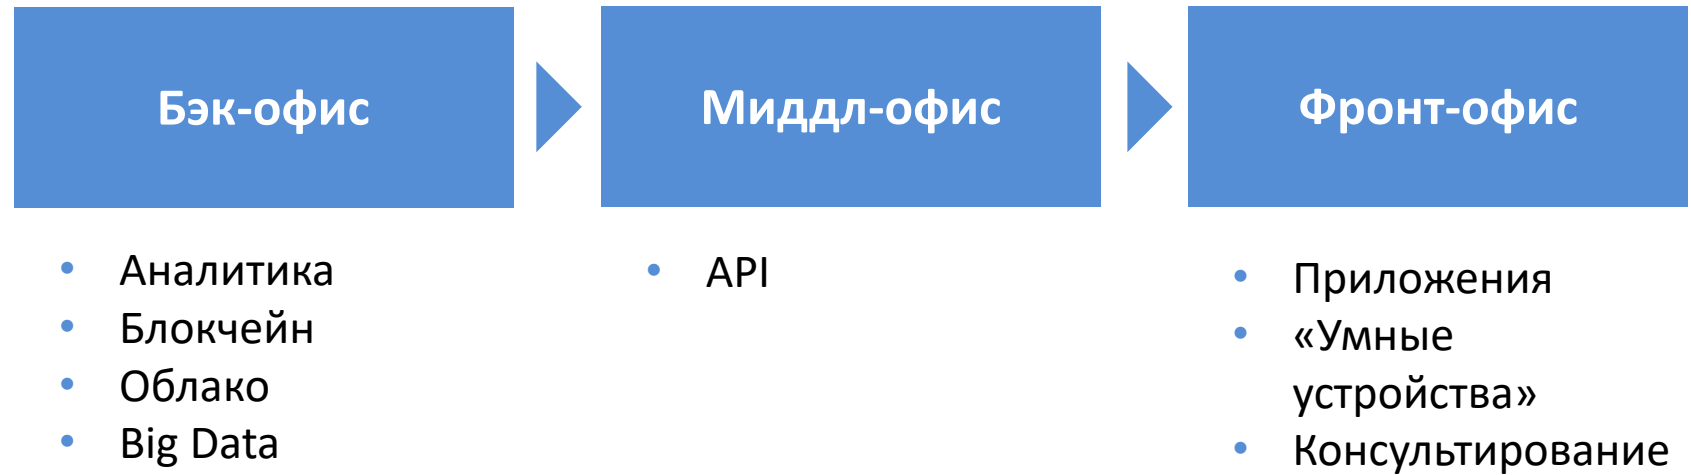 Бэк-офис
Миддл-офис
Фронт-офис
• Аналитика
• Блокчейн
• Облако
• Big Data
• API
• Приложения
• «Умные
устройства»
• Консультирование